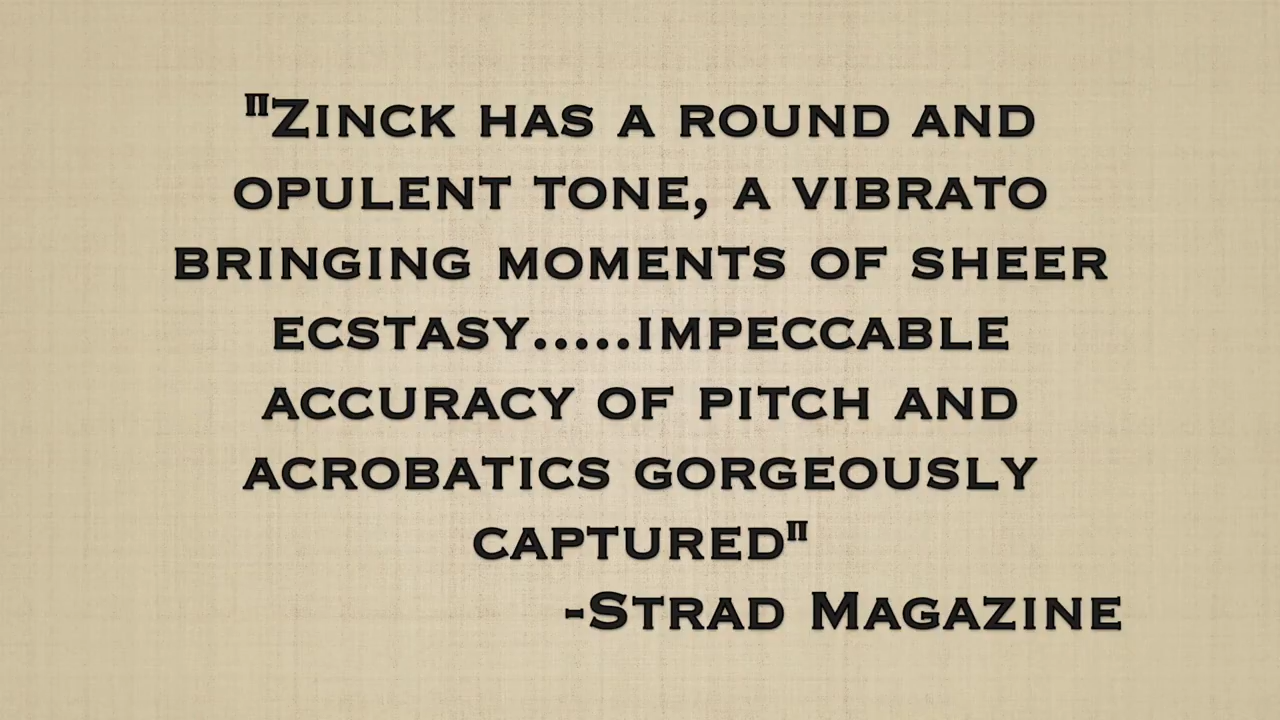 "Zinck has a round and
opulent tone, a vibrato
bringing moments of sheer
ecstasy.....impeccable
accuracy of pitch and
acrobatics gorgeously
captured"
-Strad Magazine